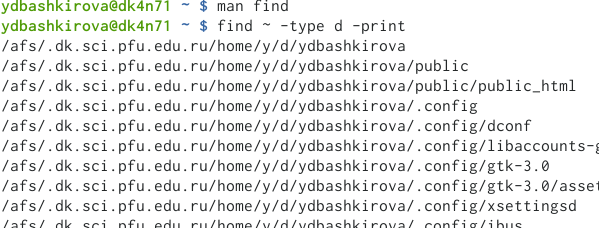 ydbashkirova@dk4n71 ~ $ man find
ydbashkirova@dk4n71 ~ $ find ~ -type d -print
/afs/.dk.sci.pfu.edu.ru/home/y/d/ydbashkirova
/afs/.dk.sci.pfu.edu.ru/home/y/d/ydbashkirova/public
/afs/.dk.sci.pfu.edu.ru/home/y/d/ydbashkirova/public/public_html
/afs/.dk.sci.pfu.edu.ru/home/y/d/ydbashkirova/.config
/afs/.dk.sci.pfu.edu.ru/home/y/d/ydbashkirova/.config/dconf
/afs/.dk.sci.pfu.edu.ru/home/y/d/ydbashkirova/.config/libaccounts-g
/afs/.dk.sci.pfu.edu.ru/home/y/d/ydbashkirova/.config/gtk-3.0
/afs/.dk.sci.pfu.edu.ru/home/y/d/ydbashkirova/.config/gtk-3.0/asset
/afs/.dk.sci.pfu.edu.ru/home/y/d/ydbashkirova/.config/xsettingsd
/afs/.dk.sci.pfu.edu.ru/home/y/d/ydbashkirova/.config/ibus